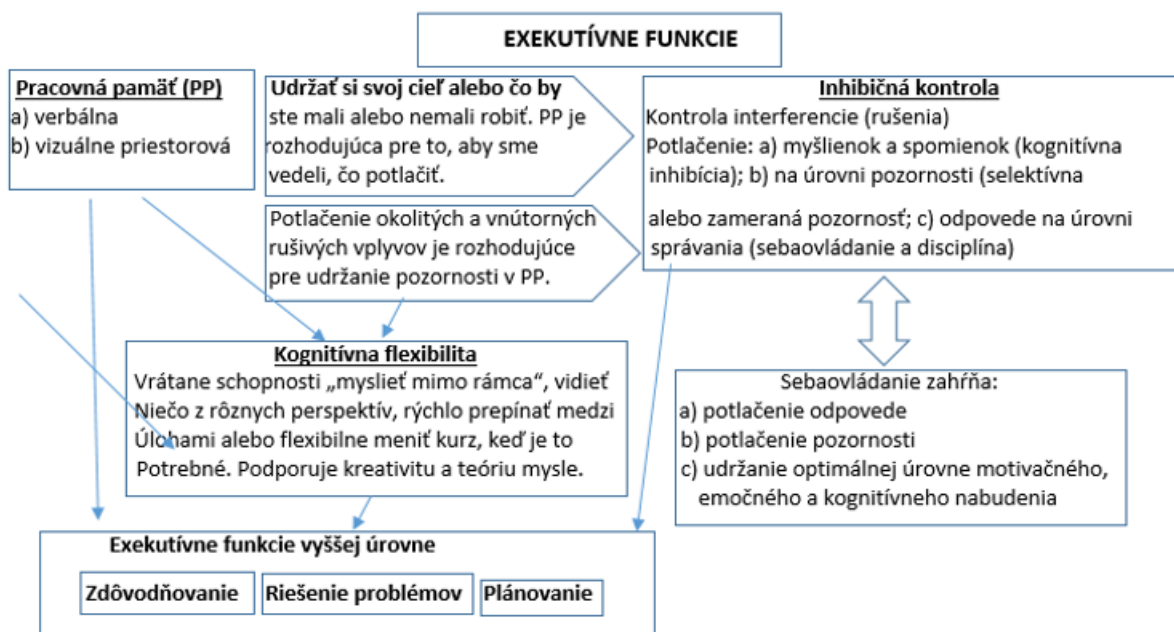 EXEKUTÍVNE FUNKCIE
Pracovná pamäť (PP)
a) verbálna
b) vizuálne priestorová
Udržať si svoj cieľ alebo čo by
ste mali alebo nemali robiť. PP je
rozhodujúca pre to, aby sme
vedeli, čo potlačiť.
Potlačenie okolitých a vnútorných
rušivých vplyvov je rozhodujúce
pre udržanie pozornosti v PP.
Inhibičná kontrola
Kontrola interferencie (rušenia)
Potlačenie: a) myšlienok a spomienok (kognitívna
inhibícia); b) na úrovni pozornosti (selektívna
alebo zameraná pozornosť; c) odpovede na úrovni
správania (sebaovládanie a disciplína)
Kognitívna flexibilita
Vrátane schopnosti „myslieť mimo rámca“, vidieť
Niečo z rôznych perspektív, rýchlo prepínať medzi
Úlohami alebo flexibilne meniť kurz, keď je to
Potrebné. Podporuje kreativitu a teóriu mysle.
Sebaovládanie zahŕňa:
a) potlačenie odpovede
b) potlačenie pozornosti
c) udržanie optimálnej úrovne motivačného,
emočného a kognitívneho nabudenia
Exekutívne funkcie vyššej úrovne
Zdôvodňovanie
Riešenie problémov
Plánovanie